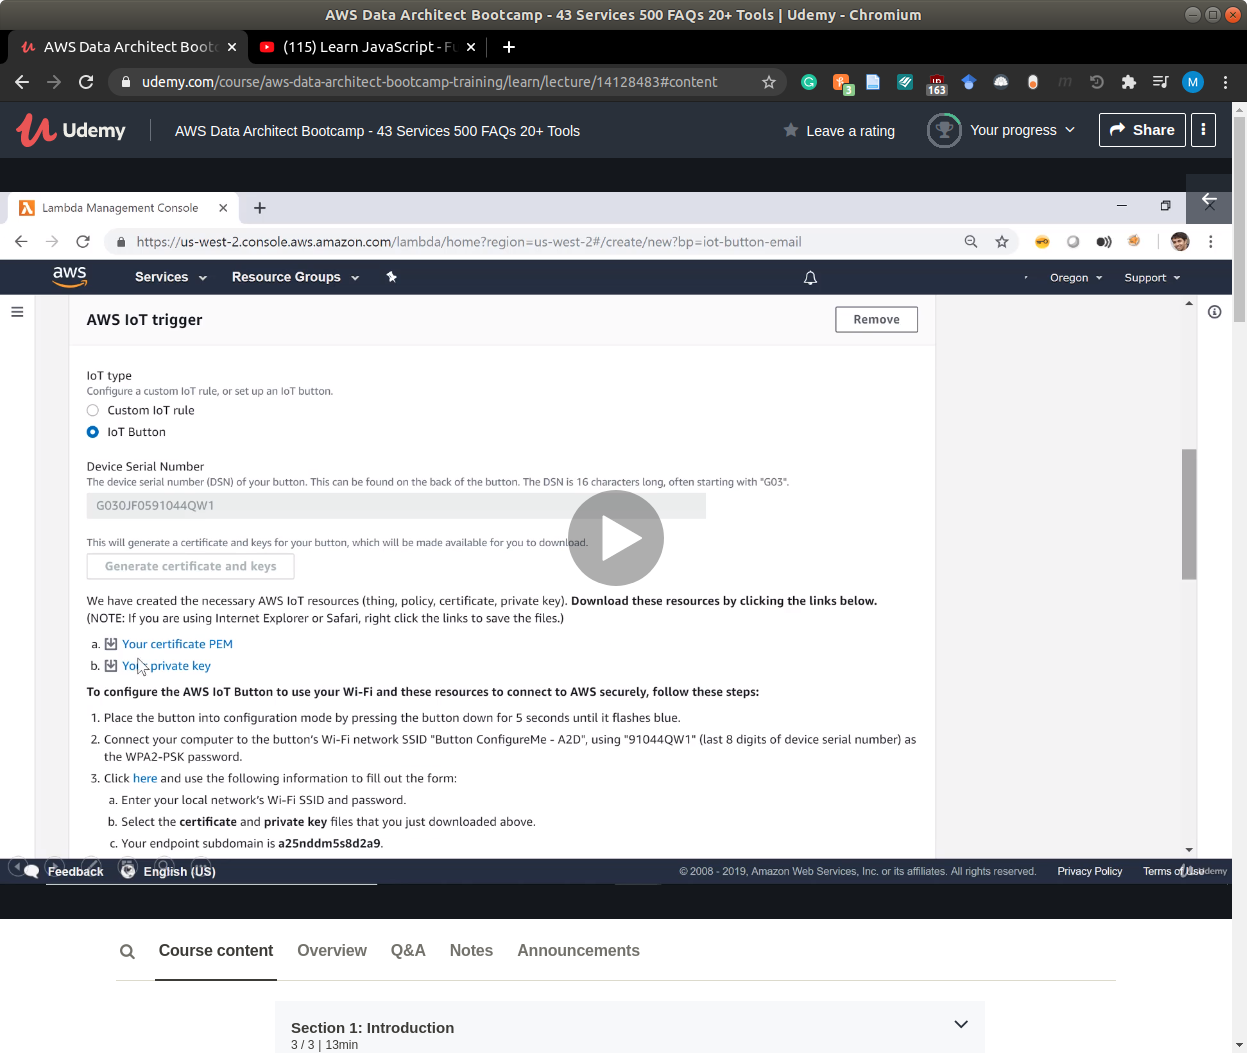 AWS Data Architect Bootcamp - 43 Services 500 FAQs 20+ Tools | Udemy - Chromium
AWS Data Architect Bootc
(115) Learn JavaScript - Fu
udemy.com/course/aws-data-architect-bootcamp-training/learn/lecture/14128483#content
3
163
M
Udemy
AWS Data Architect Bootcamp - 43 Services 500 FAQs 20+ Tools
Leave a rating
Your progress
Share
Lambda Management Console
https://us-west-2.console.aws.amazon.com/lambda/home?region=us-west-2#/create/new?bp=iot-button-email
aws
Services
Resource Groups
Oregon
Support
AWS IoT trigger
Remove
IoT type
Configure a custom IoT rule, or set up an IoT button.
Custom IoT rule
IoT Button
Device Serial Number
The device serial number (DSN) of your button. This can be found on the back of the button. The DSN is 16 characters long, often starting with "G03".
G030JF0591044QW1
This will generate a certificate and keys for your button, which will be made available for you to download.
Generate certificate and keys
We have created the necessary AWS IoT resources (thing, policy, certificate, private key). Download these resources by clicking the links below.
(NOTE: If you are using Internet Explorer or Safari, right click the links to save the files.)
a. Your certificate PEM
b. Your private key
To configure the AWS IoT Button to use your Wi-Fi and these resources to connect to AWS securely, follow these steps:
1. Place the button into configuration mode by pressing the button down for 5 seconds until it flashes blue.
2. Connect your computer to the button's Wi-Fi network SSID "Button ConfigureMe - A2D", using "91044QW1" (last 8 digits of device serial number) as
the WPA2-PSK password.
3. Click here and use the following information to fill out the form:
a. Enter your local network's Wi-Fi SSID and password.
b. Select the certificate and private key files that you just downloaded above.
c. Your endpoint subdomain is a25nddm5s8d2a9.
Feedback
English (US)
© 2008 - 2019, Amazon Web Services, Inc. or its affiliates. All rights reserved.
Privacy Policy
Terms of Use
Udemy
Course content
Overview
Q&A
Notes
Announcements
Section 1: Introduction
3 / 3 | 13min